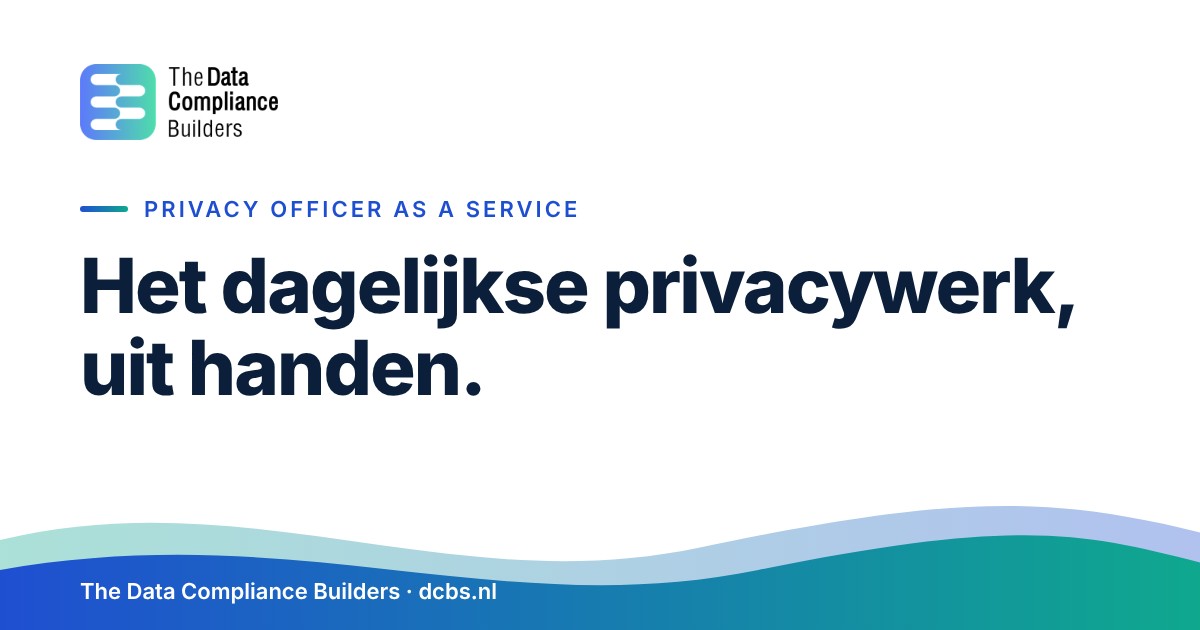 The Data
Compliance
Builders
PRIVACY OFFICER AS A SERVICE
Het dagelijkse privacywerk,
uit handen.
The Data Compliance Builders · dcbs.nl